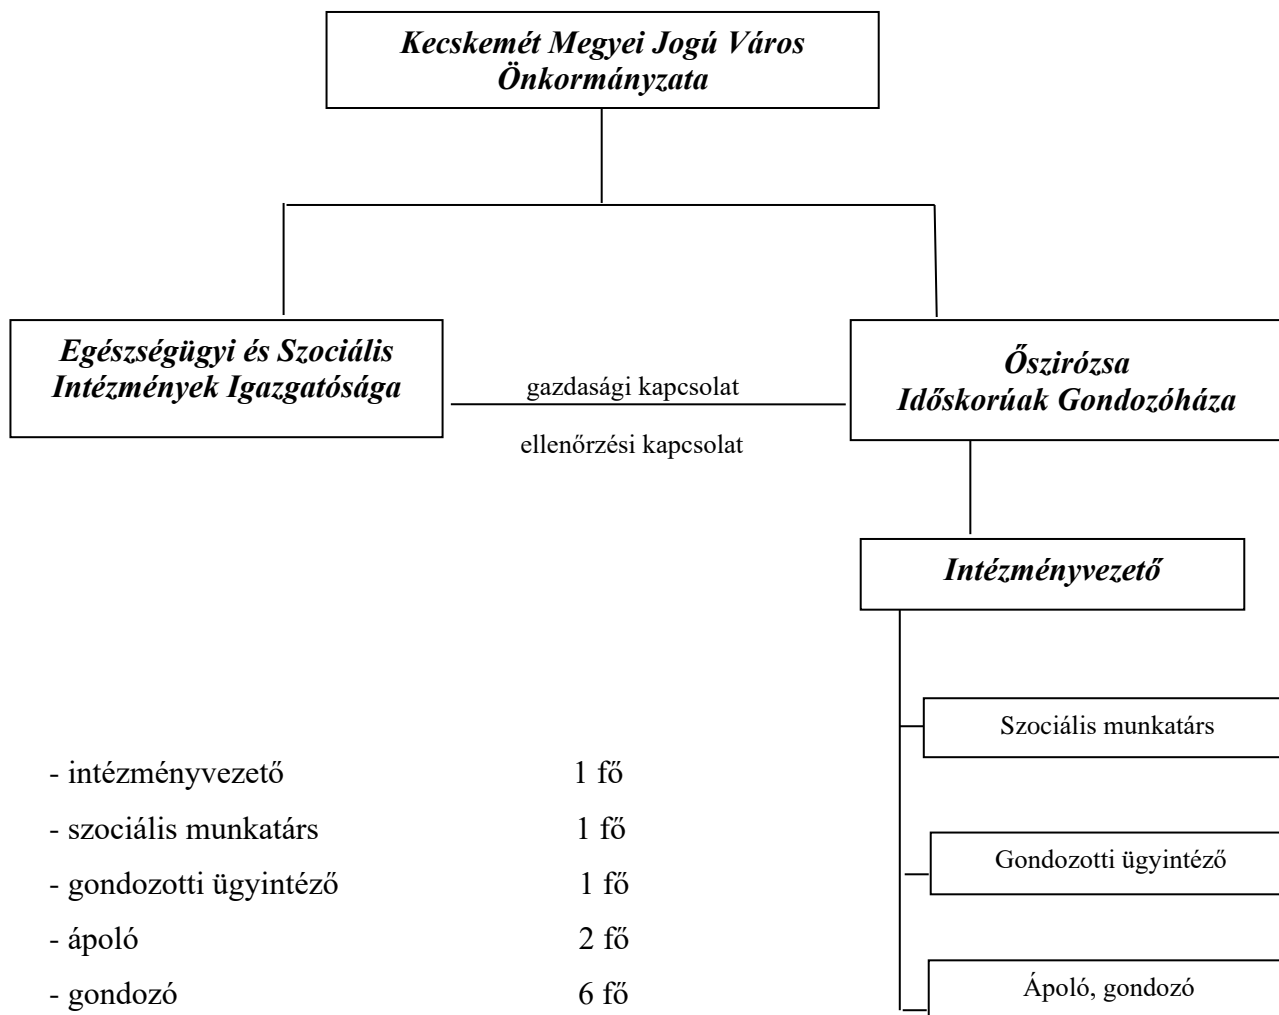 Kecskemét Megyei Jogú Város
Önkormányzata
Egészségügyi és Szociális
Intézmények Igazgatósága
gazdasági kapcsolat
ellenőrzési kapcsolat
Őszirózsa
Időskorúak Gondozóháza
Intézményvezető
Szociális munkatárs
Gondozotti ügyintéző
Ápoló, gondozó
- intézményvezető 1 fő
- szociális munkatárs 1 fő
- gondozotti ügyintéző 1 fő
- ápoló 2 fő
- gondozó 6 fő